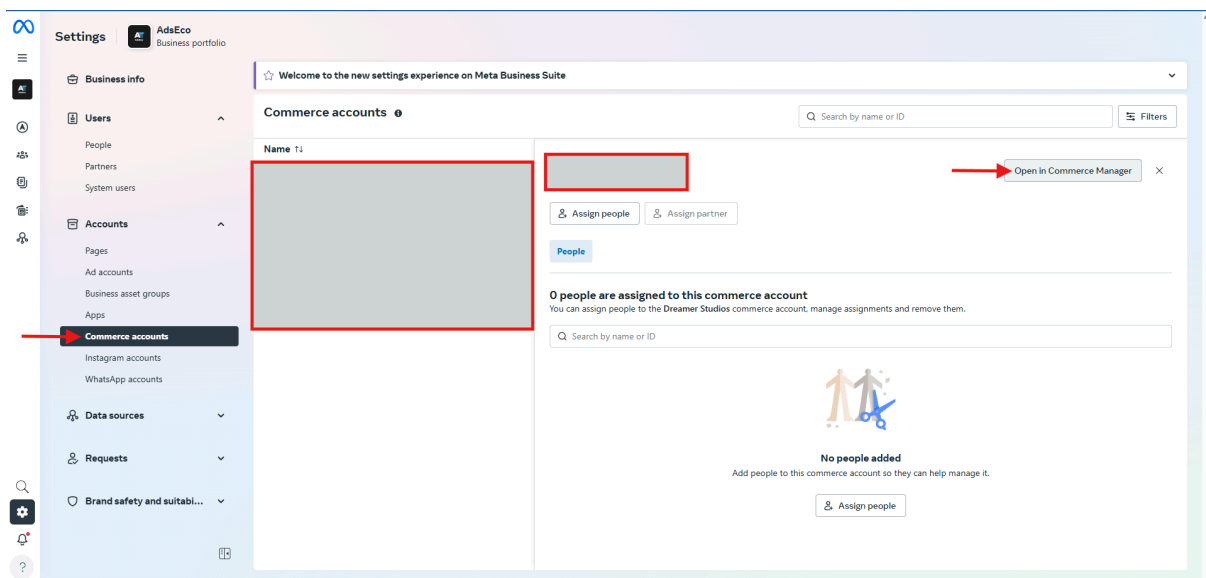 Settings
AdsEco
Business portfolio
Business info
Users
People
Partners
System users
Accounts
Pages
Ad accounts
Business asset groups
Apps
Commerce accounts
Instagram accounts
WhatsApp accounts
Data sources
Requests
Brand safety and suitabi...
Welcome to the new settings experience on Meta Business Suite
Commerce accounts
Search by name or ID
Filters
Name ↑↓
Open in Commerce Manager
Assign people
Assign partner
People
0 people are assigned to this commerce account
You can assign people to the Dreamer Studios commerce account, manage assignments and remove them.
Search by name or ID
No people added
Add people to this commerce account so they can help manage it.
Assign people